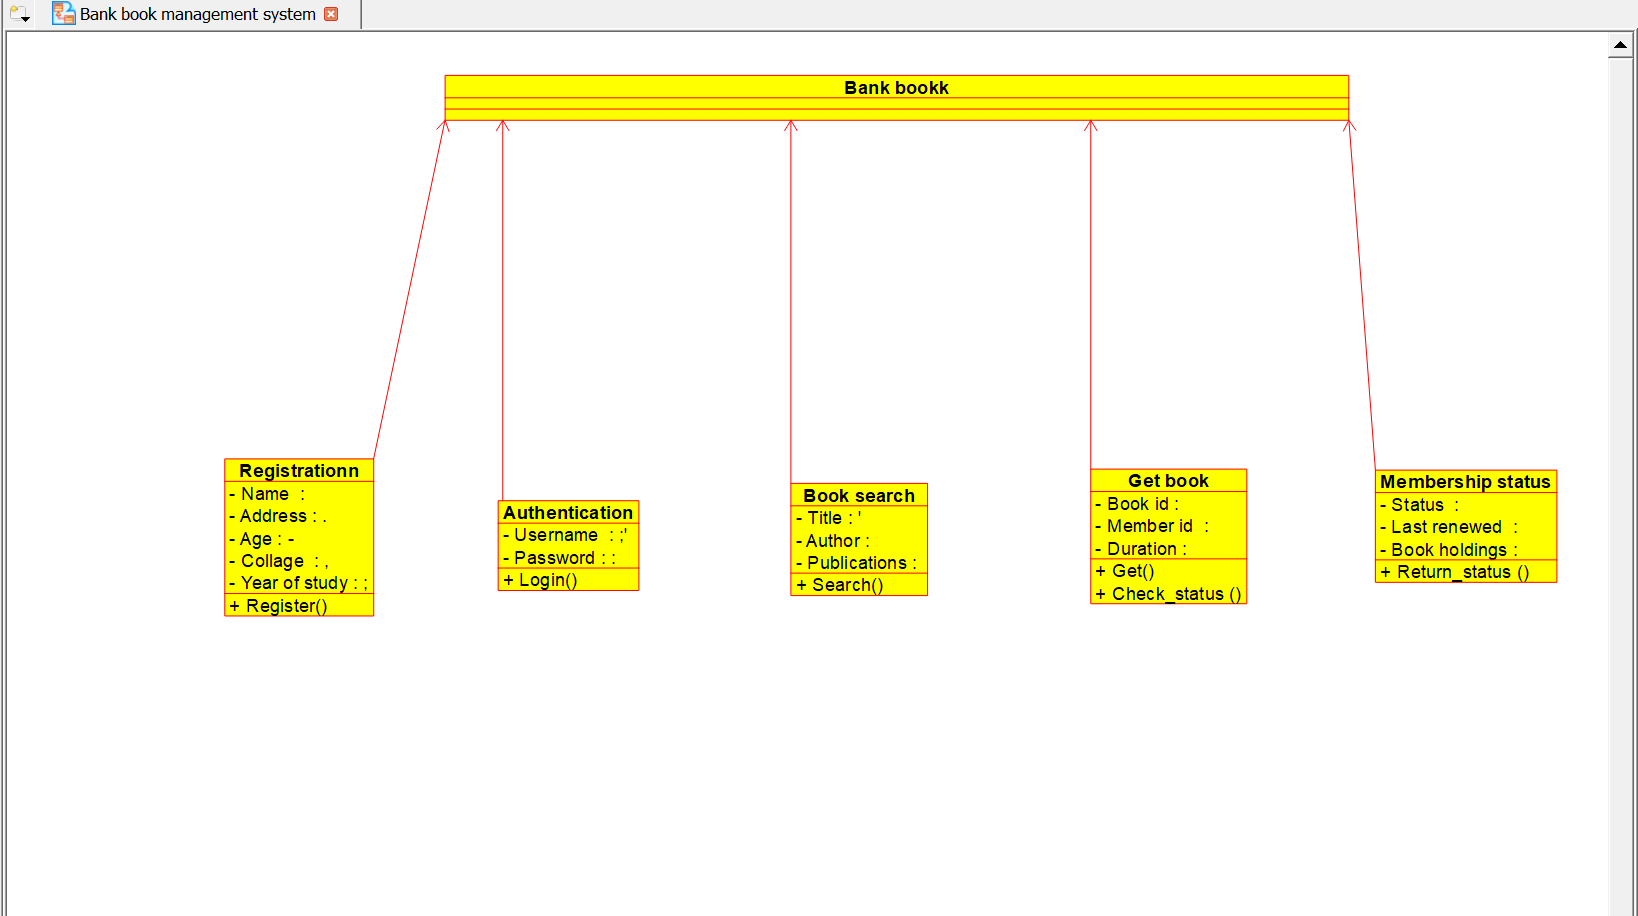 Bank book management system
Bank bookk
Registrationn
- Name  :
- Address : .
- Age : -
- Collage  : ,
- Year of study : ;
+ Register()
Authentication
- Username  : ;'
- Password : :
+ Login()
Book search
- Title : '
- Author :
- Publications :
+ Search()
Get book
- Book id :
- Member id  :
- Duration :
+ Get()
+ Check_status ()
Membership status
- Status  :
- Last renewed  :
- Book holdings :
+ Return_status ()